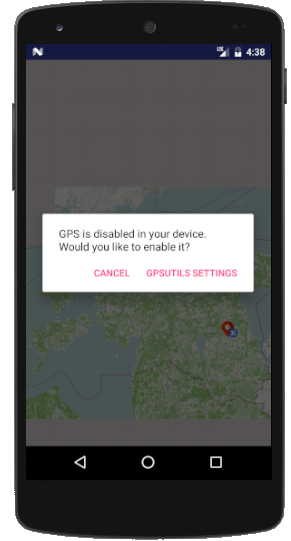 4:38
GPS is disabled in your device.
Would you like to enable it?
CANCEL GPSUTILS SETTINGS